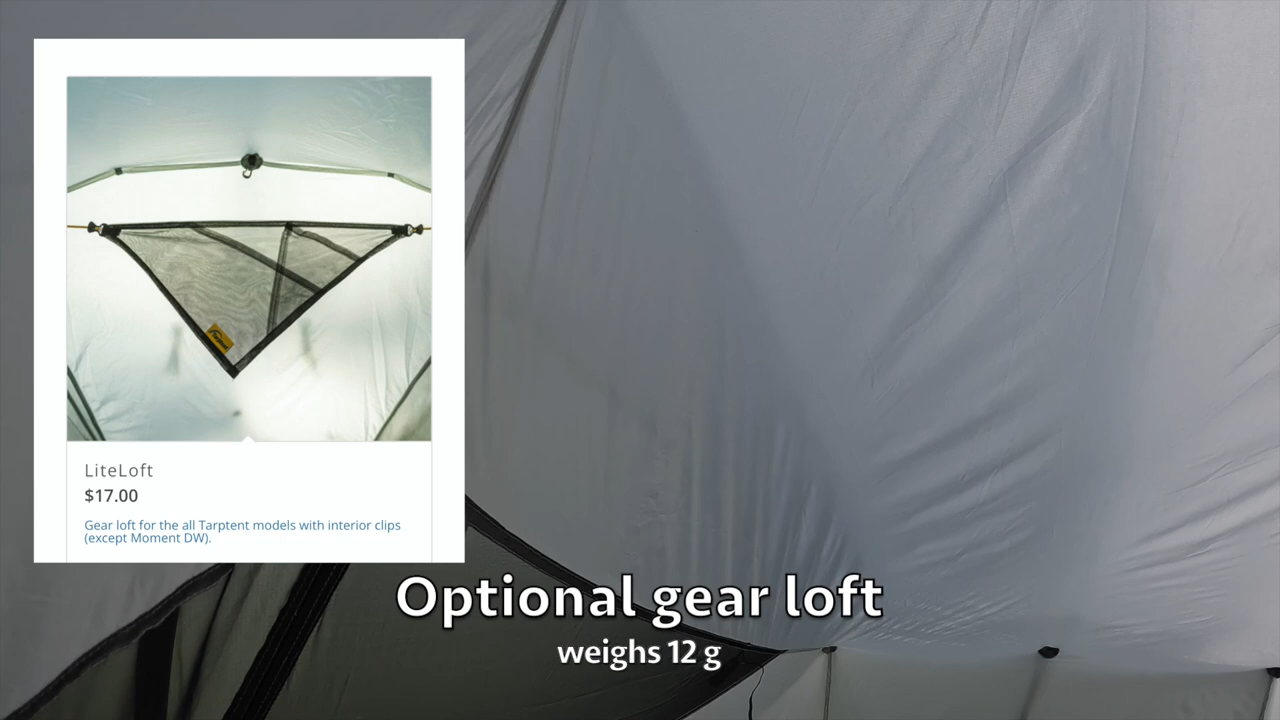 Tarptent
LiteLoft
$17.00
Gear loft for the all Tarptent models with interior clips
(except Moment DW).
Optional gear loft
weighs 12 g